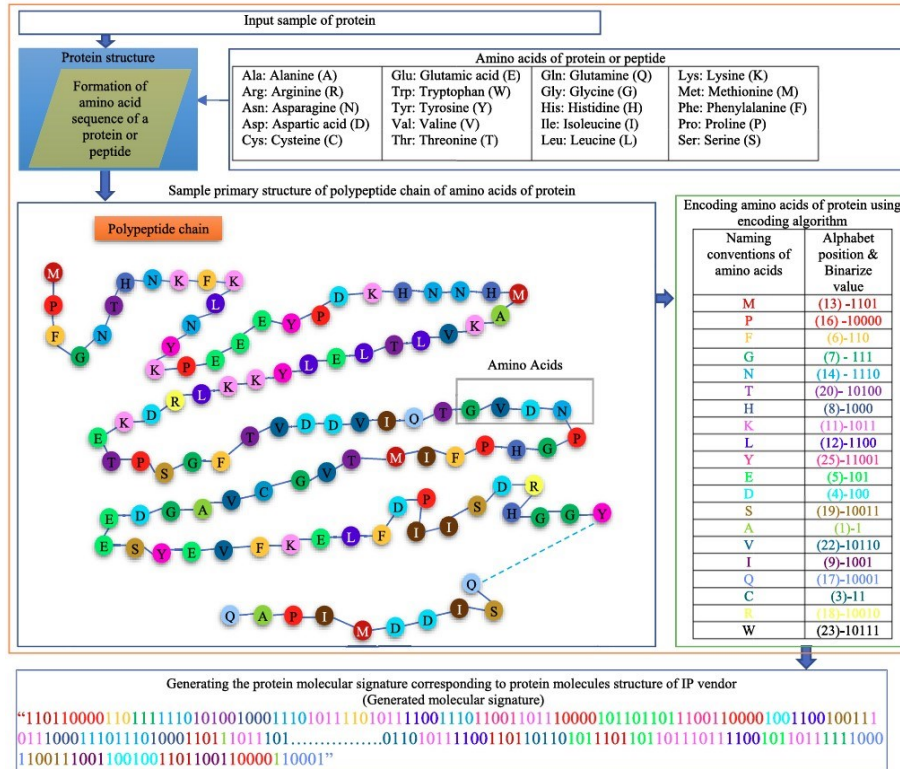 Input sample of protein
Protein structure
Formation of
amino acid
sequence of a
protein or
peptide
Amino acids of protein or peptide
Ala: Alanine (A) Glu: Glutamic acid (E) Gln: Glutamine (Q) Lys: Lysine (K)
Arg: Arginine (R) Trp: Tryptophan (W) Gly: Glycine (G) Met: Methionine (M)
Asn: Asparagine (N) Tyr: Tyrosine (Y) His: Histidine (H) Phe: Phenylalanine (F)
Asp: Aspartic acid (D) Val: Valine (V) Ile: Isoleucine (I) Pro: Proline (P)
Cys: Cysteine (C) Thr: Threonine (T) Leu: Leucine (L) Ser: Serine (S)
Sample primary structure of polypeptide chain of amino acids of protein
Polypeptide chain
M P F G N T H N K F K L N Y K P E E E Y P D K H N N H M
A K V L T L E L Y K K L R D K E
Amino Acids
T P S G F T V D D V I Q T G V D N
P G H P F I M T V G C V A G D E
E S Y E V F K E L F D P I I S D R H G G Y
Q S I D D M I P A Q
Encoding amino acids of protein using
encoding algorithm
Naming
conventions of
amino acids
Alphabet
position &
Binarize
value
M (13) -1101
P (16) -10000
F (6)-110
G (7) - 111
N (14) - 1110
T (20) -10100
H (8)-1000
K (11)-1011
L (12)-1100
Y (25)-11001
E (5)-101
D (4)-100
S (19)-10011
A (1)-1
V (22)-10110
I (9)-1001
Q (17)-10001
C (3)-11
R (18)-10010
W (23)-10111
Generating the protein molecular signature corresponding to protein molecules structure of IP vendor
(Generated molecular signature)
“1101100001101111110101001000111010111101011110011101100110111000010110110111001100001001100100111
0111000111011101000110111011101……………0110101110011011011010111011011011101111001011011011111000
11001110011001001001101100110000110001”